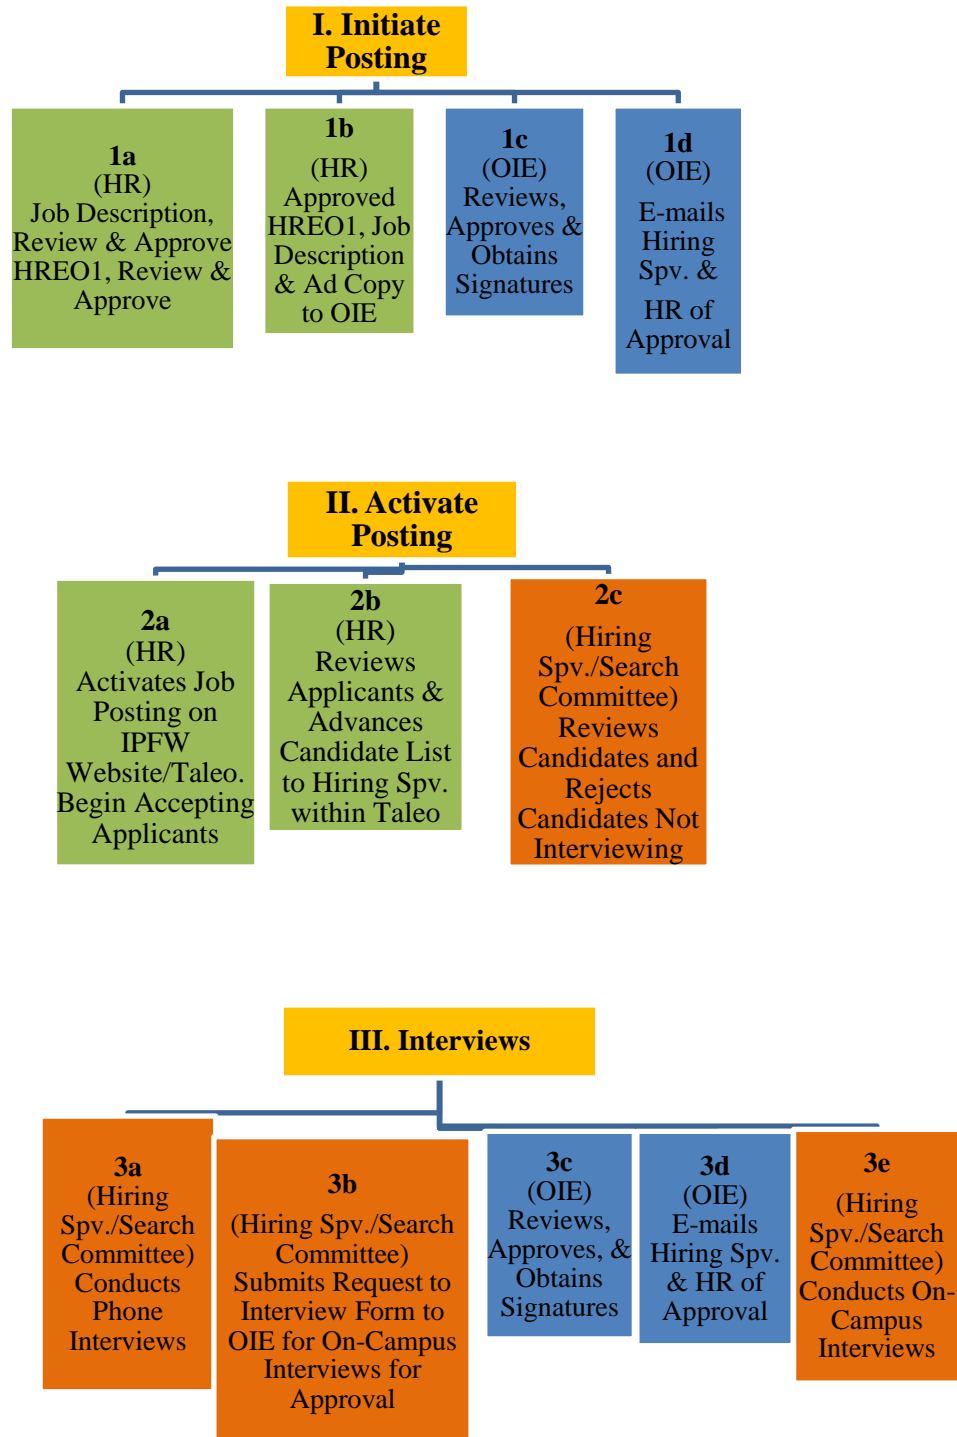 I. Initiate
Posting
1a
(HR)
Job Description,
Review & Approve
HREO1, Review &
Approve
1b
(HR)
Approved
HREO1, Job
Description
& Ad Copy
to OIE
1c
(OIE)
Reviews,
Approves &
Obtains
Signatures
1d
(OIE)
E-mails
Hiring
Spv. &
HR of
Approval
II. Activate
Posting
2a
(HR)
Activates Job
Posting on
IPFW
Website/Taleo.
Begin Accepting
Applicants
2b
(HR)
Reviews
Applicants &
Advances
Candidate List
to Hiring Spv.
within Taleo
2c
(Hiring
Spv./Search
Committee)
Reviews
Candidates and
Rejects
Candidates Not
Interviewing
III. Interviews
3a
(Hiring
Spv./Search
Committee)
Conducts
Phone
Interviews
3b
(Hiring Spv./Search
Committee)
Submits Request to
Interview Form to
OIE for On-Campus
Interviews for
Approval
3c
(OIE)
Reviews,
Approves, &
Obtains
Signatures
3d
(OIE)
E-mails
Hiring Spv.
& HR of
Approval
3e
(Hiring
Spv./Search
Committee)
Conducts On-
Campus
Interviews